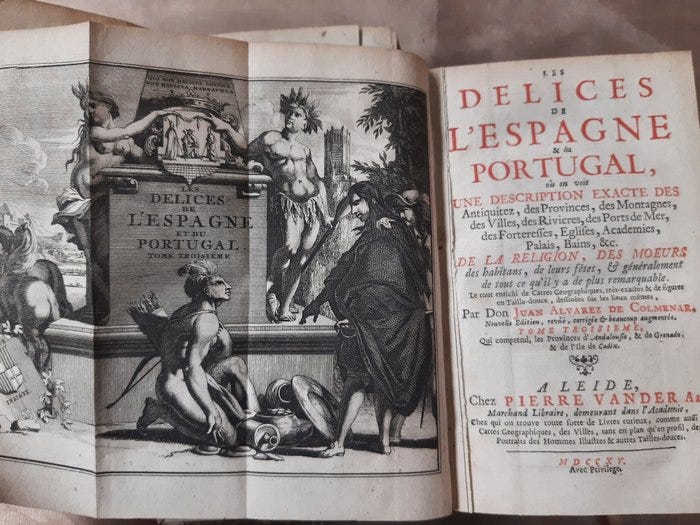 LES
DELICES
DE
L'ESPAGNE
ET DU
PORTUGAL.
TOME TROISIÉME
LES
DELICES
DE
L'ESPAGNE
& du
PORTUGAL,
où on voit
UNE DESCRIPTION EXACTE DES
Antiquitez, des Provinces, des Montagnes,
des Villes, des Rivieres, des Ports de Mer,
des Forteresses, Eglises, Academies,
Palais, Bains, &c.
DE LA RELIGION, DES MOEURS
des habitans, de leurs fêtes, & généralement
de tout ce qu'il y a de plus remarquable.
Le tout enrichi de Cartes Geographiques, très-exactes & de figures
en Taille-douce, dessinées sur les lieux mêmes,
Par Don JUAN ALVAREZ DE COLMENAR,
Nouvelle Edition, revüe, corrigée & beaucoup augmentée.
TOME TROISIEME,
Qui comprend, les Provinces d'Andalousie, & de Grenade;
& de l'Ile de Cadix.
A LEIDE,
Chez PIERRE VANDER Aa
Marchand Libraire, demeurant dans l'Academie,
Chez qui on trouve toute sorte de Livres curieux, comme aussi
Cartes Geographiques, des Villes, tant en plan qu'en profil, de
Portraits des Hommes Illustres & autres Tailles-douces.
MDCCXV.
Avec Privilege.